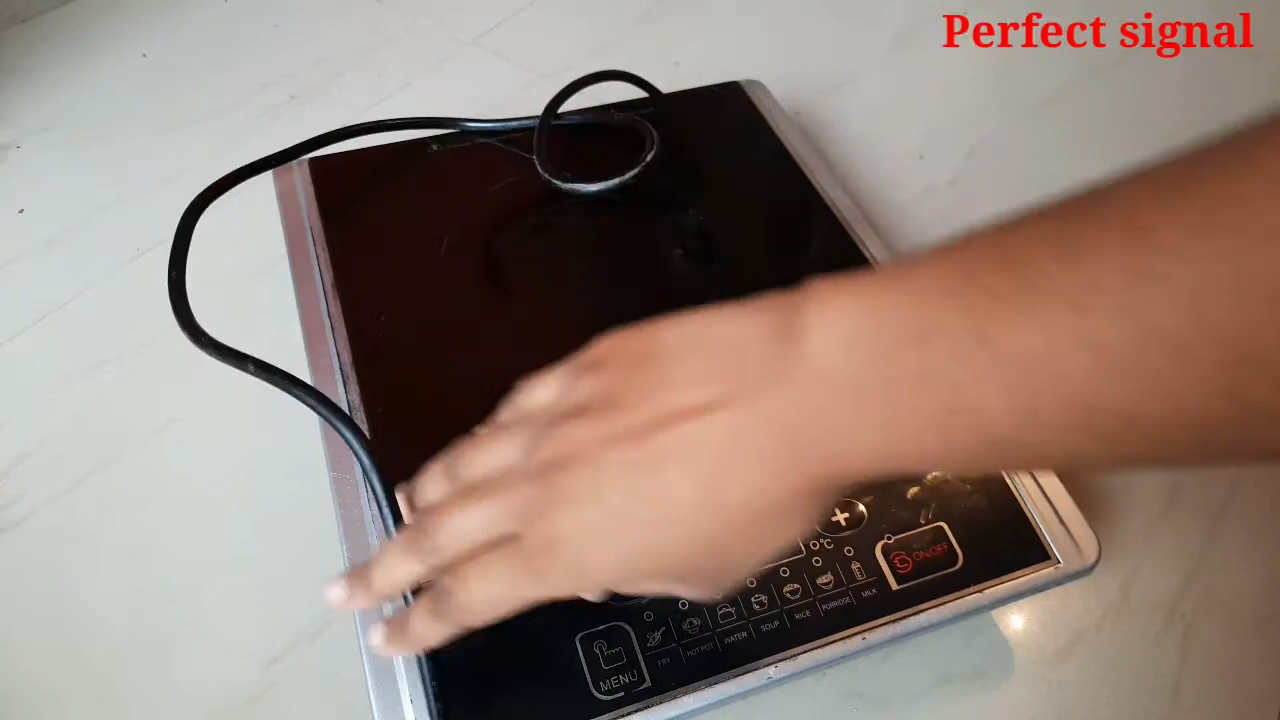 Perfect signal
+
°C
ON/OFF
MENU
FRY
HOT POT
WATER
SOUP
RICE
PORRIDGE
MILK